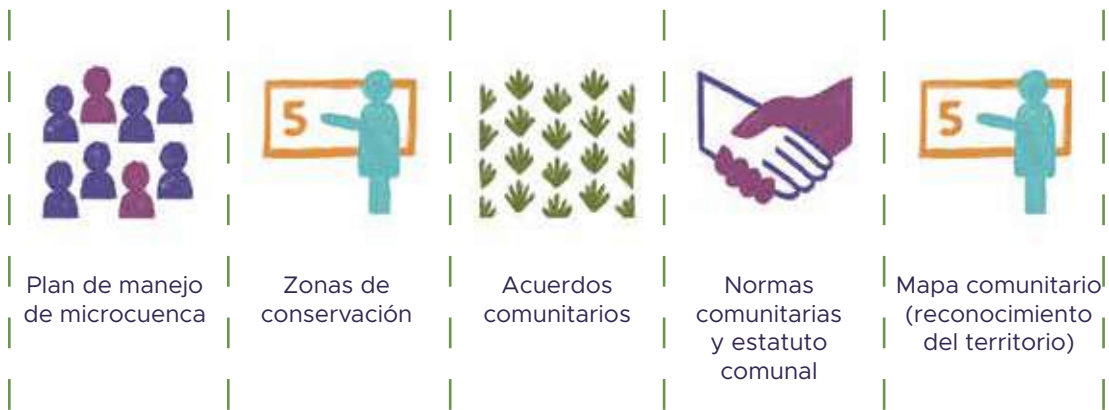 5
5
Plan de manejo
de microcuenca
Zonas de
conservación
Acuerdos
comunitarios
Normas
comunitarias
y estatuto
comunal
Mapa comunitario
(reconocimiento
del territorio)